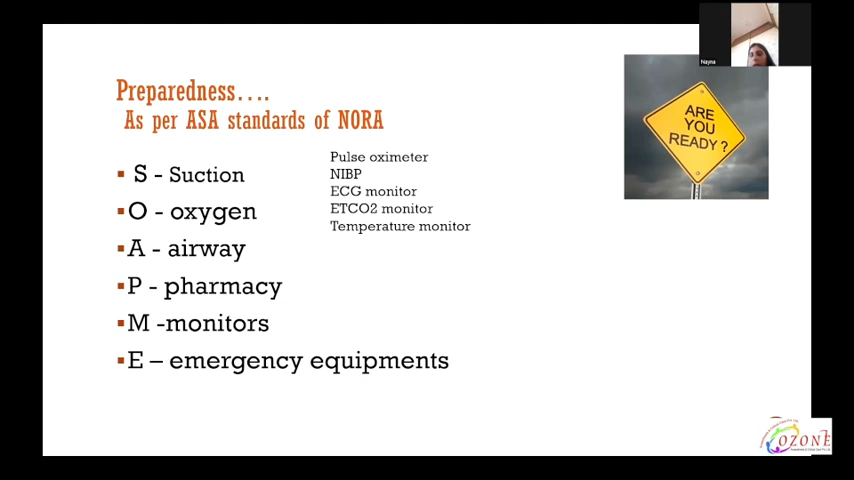 Nayna
Preparedness....
As per ASA standards of NORA
ARE
YOU
READY ?
▪ S - Suction
▪O - oxygen
▪A - airway
▪P - pharmacy
▪M -monitors
▪E – emergency equipments
Pulse oximeter
NIBP
ECG monitor
ETCO2 monitor
Temperature monitor
OZONE